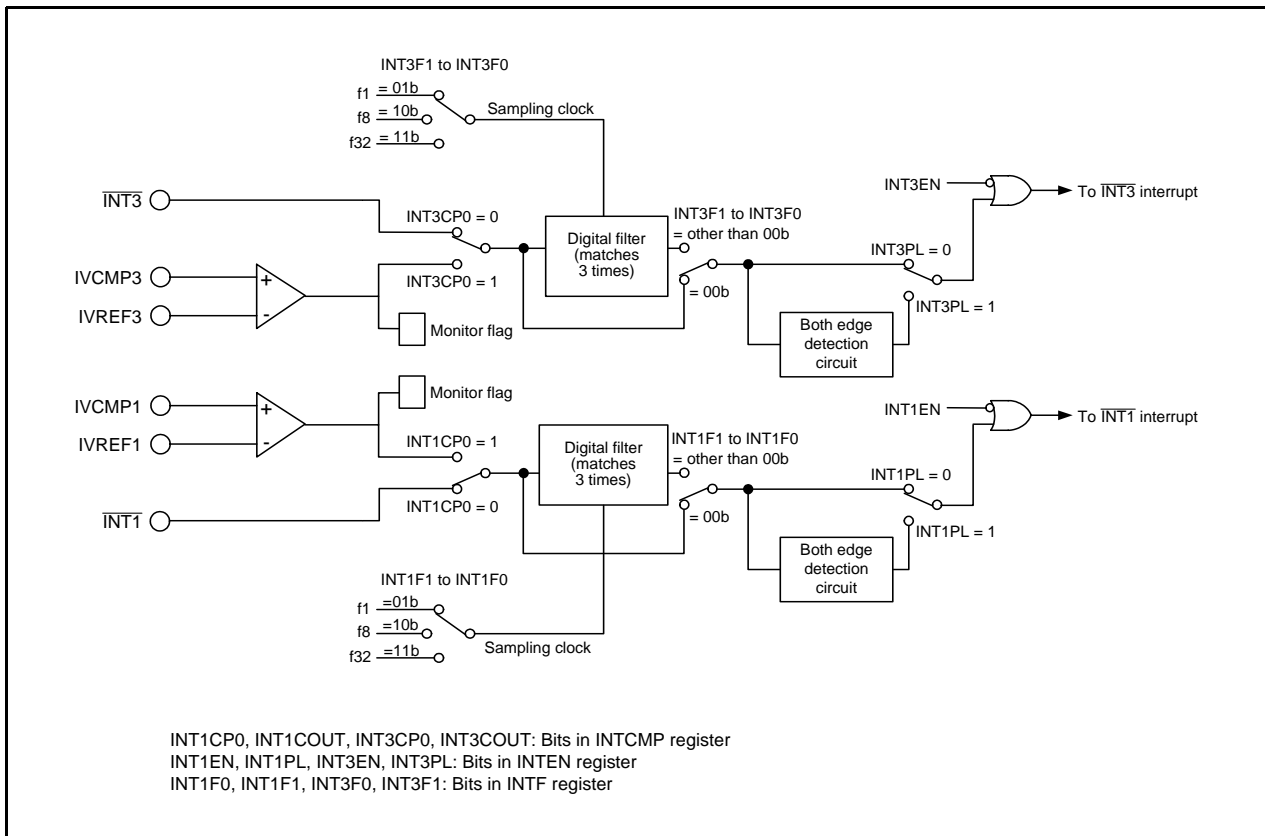 INT3F1 to INT3F0
f1 = 01b
f8 = 10b
f32 = 11b
Sampling clock
INT3
IVCMP3
IVREF3
+
-
INT3CP0 = 0
INT3CP0 = 1
Monitor flag
Digital filter
(matches
3 times)
INT3F1 to INT3F0
= other than 00b
= 00b
INT3PL = 0
INT3PL = 1
Both edge
detection
circuit
INT3EN
To INT3 interrupt
IVCMP1
IVREF1
+
-
Monitor flag
INT1CP0 = 1
INT1CP0 = 0
INT1
Digital filter
(matches
3 times)
INT1F1 to INT1F0
= other than 00b
= 00b
INT1PL = 0
INT1PL = 1
Both edge
detection
circuit
INT1EN
To INT1 interrupt
INT1F1 to INT1F0
f1 =01b
f8 =10b
f32 =11b
Sampling clock
INT1CP0, INT1COUT, INT3CP0, INT3COUT: Bits in INTCMP register
INT1EN, INT1PL, INT3EN, INT3PL: Bits in INTEN register
INT1F0, INT1F1, INT3F0, INT3F1: Bits in INTF register